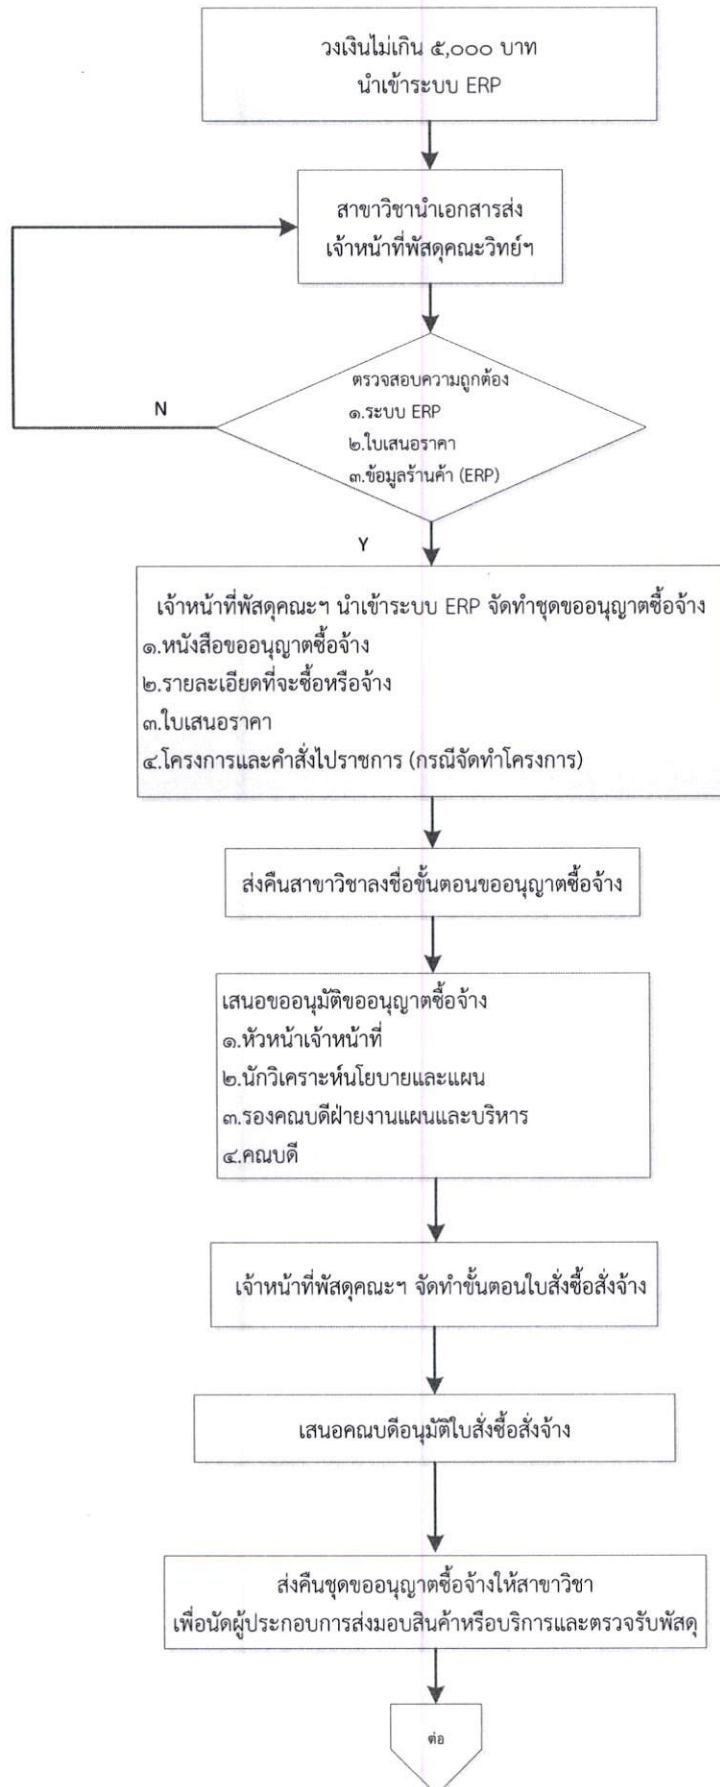 วงเงินไม่เกิน ๕,๐๐๐ บาท
นำเข้าระบบ ERP
สาขาวิชานำเอกสารส่ง
เจ้าหน้าที่พัสดุคณะวิทย์ฯ
ตรวจสอบความถูกต้อง
๑.ระบบ ERP
๒.ใบเสนอราคา
๓.ข้อมูลร้านค้า (ERP)
N
Y
เจ้าหน้าที่พัสดุคณะฯ นำเข้าระบบ ERP จัดทำชุดขออนุญาตซื้อจ้าง
๑.หนังสือขออนุญาตซื้อจ้าง
๒.รายละเอียดที่จะซื้อหรือจ้าง
๓.ใบเสนอราคา
๔.โครงการและคำสั่งไปราชการ (กรณีจัดทำโครงการ)
ส่งคืนสาขาวิชาลงชื่อขั้นตอนขออนุญาตซื้อจ้าง
เสนอขออนุมัติขออนุญาตซื้อจ้าง
๑.หัวหน้าเจ้าหน้าที่
๒.นักวิเคราะห์นโยบายและแผน
๓.รองคณบดีฝ่ายงานแผนและบริหาร
๔.คณบดี
เจ้าหน้าที่พัสดุคณะฯ จัดทำขั้นตอนใบสั่งซื้อสั่งจ้าง
เสนอคณบดีอนุมัติใบสั่งซื้อสั่งจ้าง
ส่งคืนชุดขออนุญาตซื้อจ้างให้สาขาวิชา
เพื่อนัดผู้ประกอบการส่งมอบสินค้าหรือบริการและตรวจรับพัสดุ
ต่อ